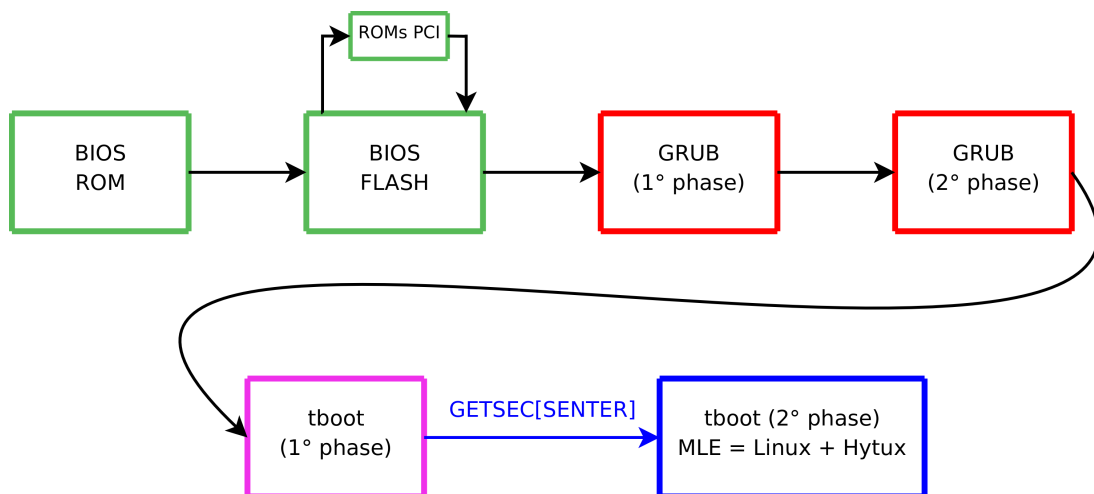 ROMs PCI
BIOS
ROM
BIOS
FLASH
GRUB
(1° phase)
GRUB
(2° phase)
tboot
(1° phase)
GETSEC[SENTER]
tboot (2° phase)
MLE = Linux + Hytux